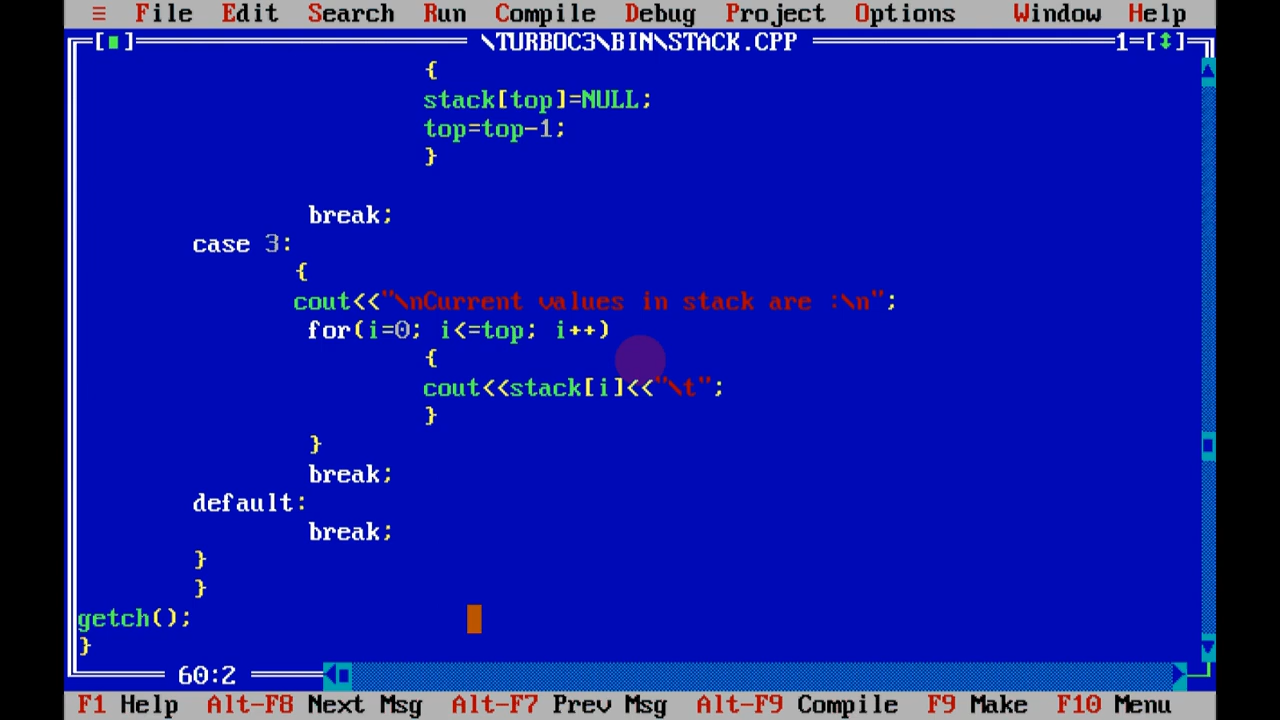 ≡ File Edit Search Run Compile Debug Project Options Window Help
[■] \TURBOC3\BIN\STACK.CPP 1=[↕]
{
stack[top]=NULL;
top=top-1;
}
break;
case 3:
{
cout<<"\nCurrent values in stack are :\n";
for(i=0; i<=top; i++)
{
cout<<stack[i]<<"\t";
}
}
break;
default:
break;
}
}
getch();
}
60:2
F1 Help Alt-F8 Next Msg Alt-F7 Prev Msg Alt-F9 Compile F9 Make F10 Menu